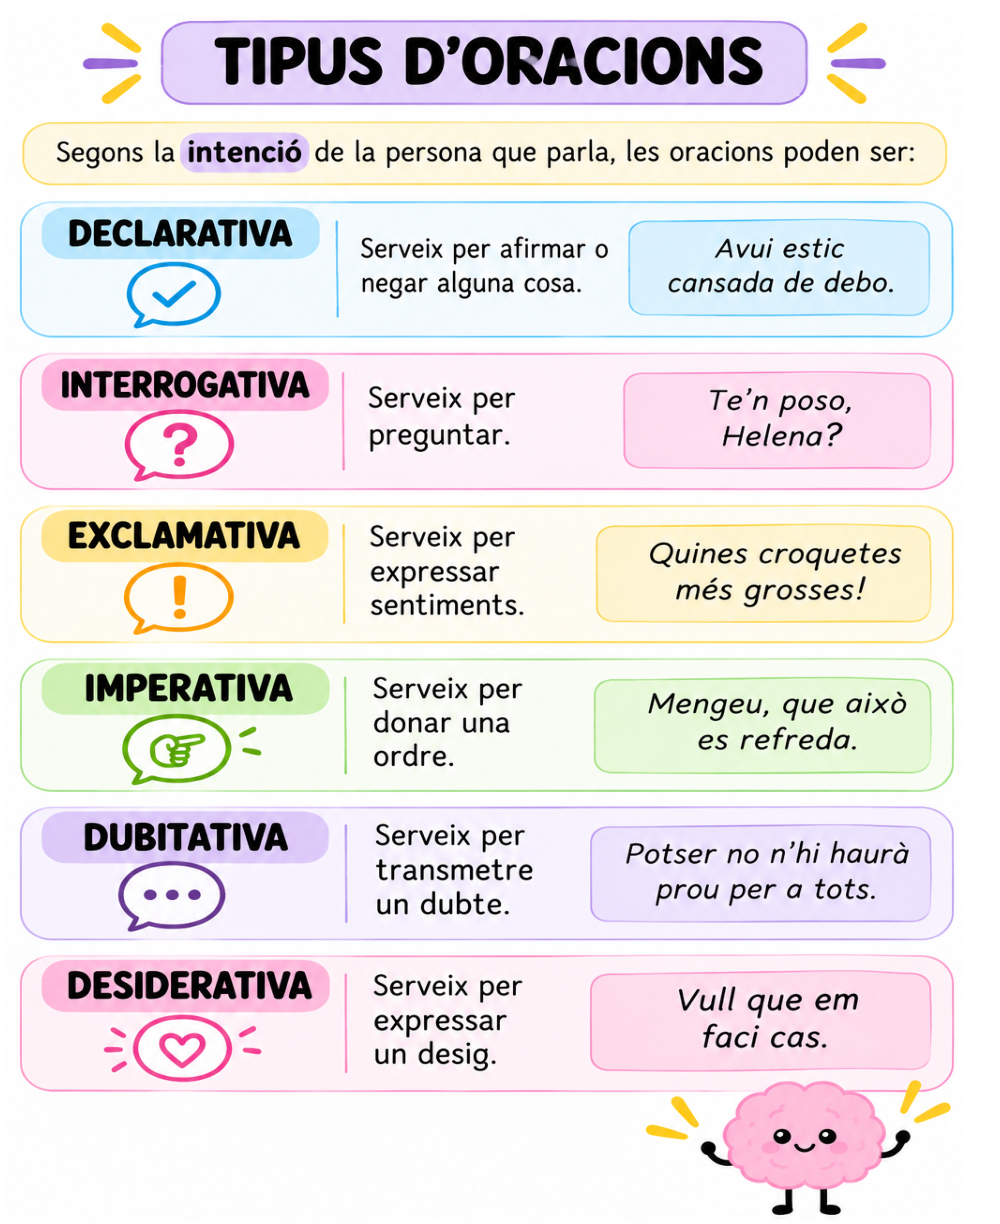 TIPUS D’ORACIONS
Segons la intenció de la persona que parla, les oracions poden ser:
DECLARATIVA
Serveix per afirmar o
negar alguna cosa.
Avui estic
cansada de debo.
INTERROGATIVA
?
Serveix per
preguntar.
Te’n poso,
Helena?
EXCLAMATIVA
!
Serveix per
expressar
sentiments.
Quines croquetes
més grosses!
IMPERATIVA
Serveix per
donar una
ordre.
Mengeu, que això
es refreda.
DUBITATIVA
...
Serveix per
transmetre
un dubte.
Potser no n’hi haurà
prou per a tots.
DESIDERATIVA
Serveix per
expressar
un desig.
Vull que em
faci cas.